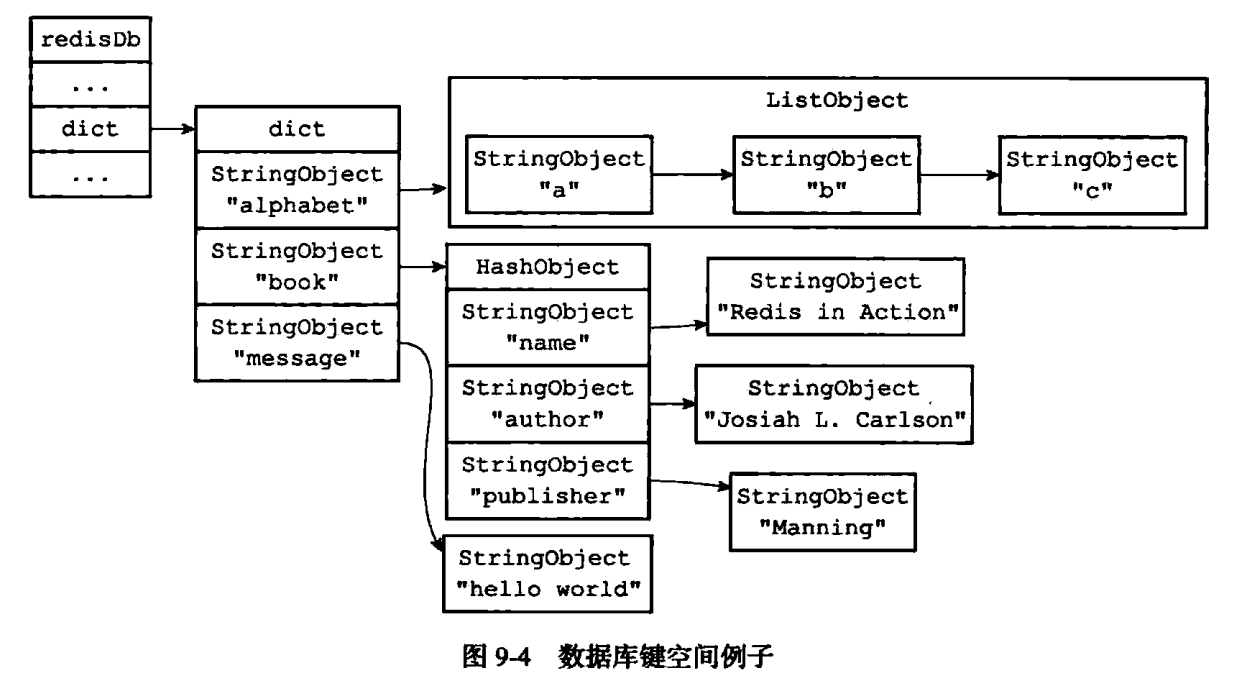 redisDb
...
dict
...
dict
StringObject
"alphabet"
StringObject
"book"
StringObject
"message"
ListObject
StringObject
"a"
StringObject
"b"
StringObject
"c"
HashObject
StringObject
"name"
StringObject
"author"
StringObject
"publisher"
StringObject
"Redis in Action"
StringObject
"Josiah L. Carlson"
StringObject
"Manning"
StringObject
"hello world"
图 9-4 数据库键空间例子